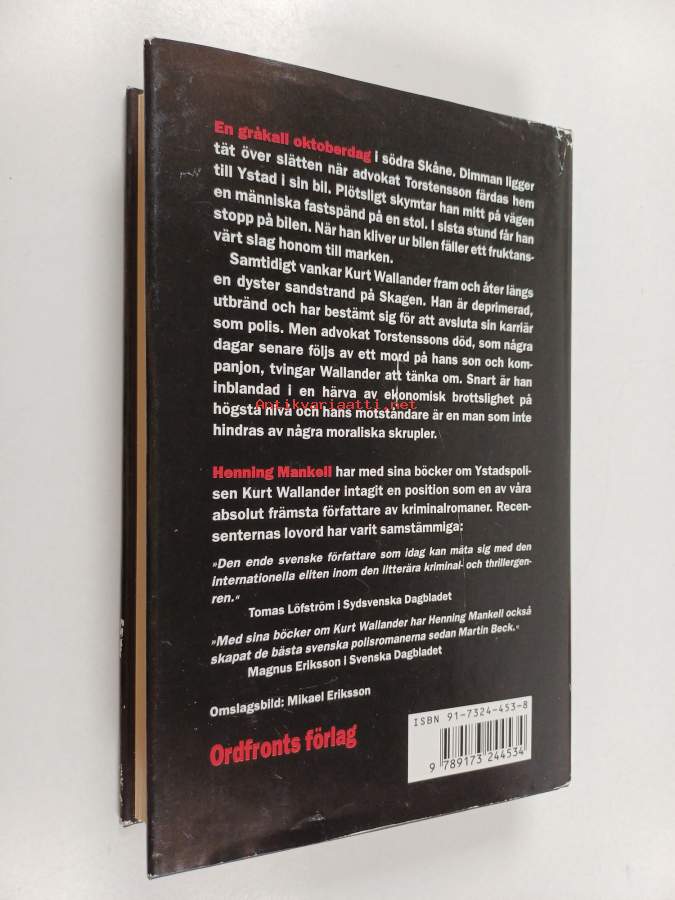 En gråkall oktoberdag i södra Skåne. Dimman ligger
tät över slätten när advokat Torstensson färdas hem
till Ystad i sin bil. Plötsligt skymtar han mitt på vägen
en människa fastspänd på en stol. I sista stund får han
stopp på bilen. När han kliver ur bilen fäller ett fruktans-
värt slag honom till marken.
Samtidigt vankar Kurt Wallander fram och åter längs
en dyster sandstrand på Skagen. Han är deprimerad,
utbränd och har bestämt sig för att avsluta sin karriär
som polis. Men advokat Torstenssons död, som några
dagar senare följs av ett mord på hans son och kom-
panjon, tvingar Wallander att tänka om. Snart är han
inblandad i en härva av ekonomisk brottslighet på
Antikvariaatti.net
högsta nivå och hans motståndare är en man som inte
hindras av några moraliska skrupler.
Henning Mankell har med sina böcker om Ystadspoli-
sen Kurt Wallander intagit en position som en av våra
absolut främsta författare av kriminalromaner. Recen-
senternas lovord har varit samstämmiga:
»Den ende svenske författare som idag kan mäta sig med den
internationella eliten inom den litterära kriminal- och thrillergen-
ren.«
Tomas Löfström i Sydsvenska Dagbladet
»Med sina böcker om Kurt Wallander har Henning Mankell också
skapat de bästa svenska polisromanerna sedan Martin Beck.«
Magnus Eriksson i Svenska Dagbladet
Omslagsbild: Mikael Eriksson
Ordfronts förlag
ISBN 91-7324-453-8
9 789173 244534